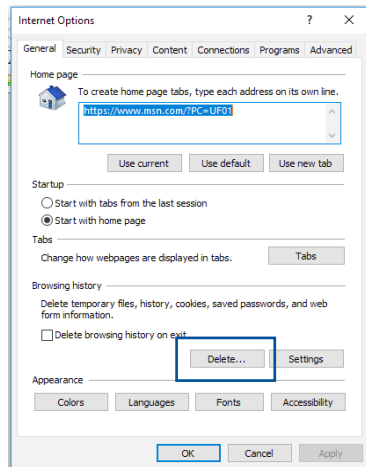 Internet Options ? X
General Security Privacy Content Connections Programs Advanced
Home page
To create home page tabs, type each address on its own line.
https://www.msn.com/?PC=UF01
Use current Use default Use new tab
Startup
Start with tabs from the last session
Start with home page
Tabs
Change how webpages are displayed in tabs. Tabs
Browsing history
Delete temporary files, history, cookies, saved passwords, and web
form information.
Delete browsing history on exit
Delete... Settings
Appearance
Colors Languages Fonts Accessibility
OK Cancel Apply